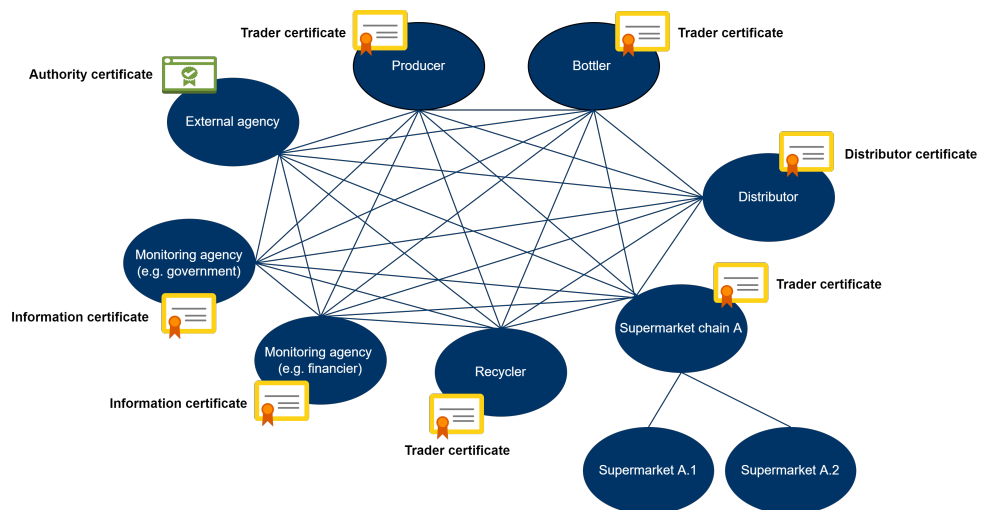 Trader certificate
Producer
Trader certificate
Bottler
Authority certificate
External agency
Distributor certificate
Distributor
Monitoring agency
(e.g. government)
Information certificate
Trader certificate
Supermarket chain A
Monitoring agency
(e.g. financier)
Information certificate
Recycler
Trader certificate
Supermarket A.1
Supermarket A.2